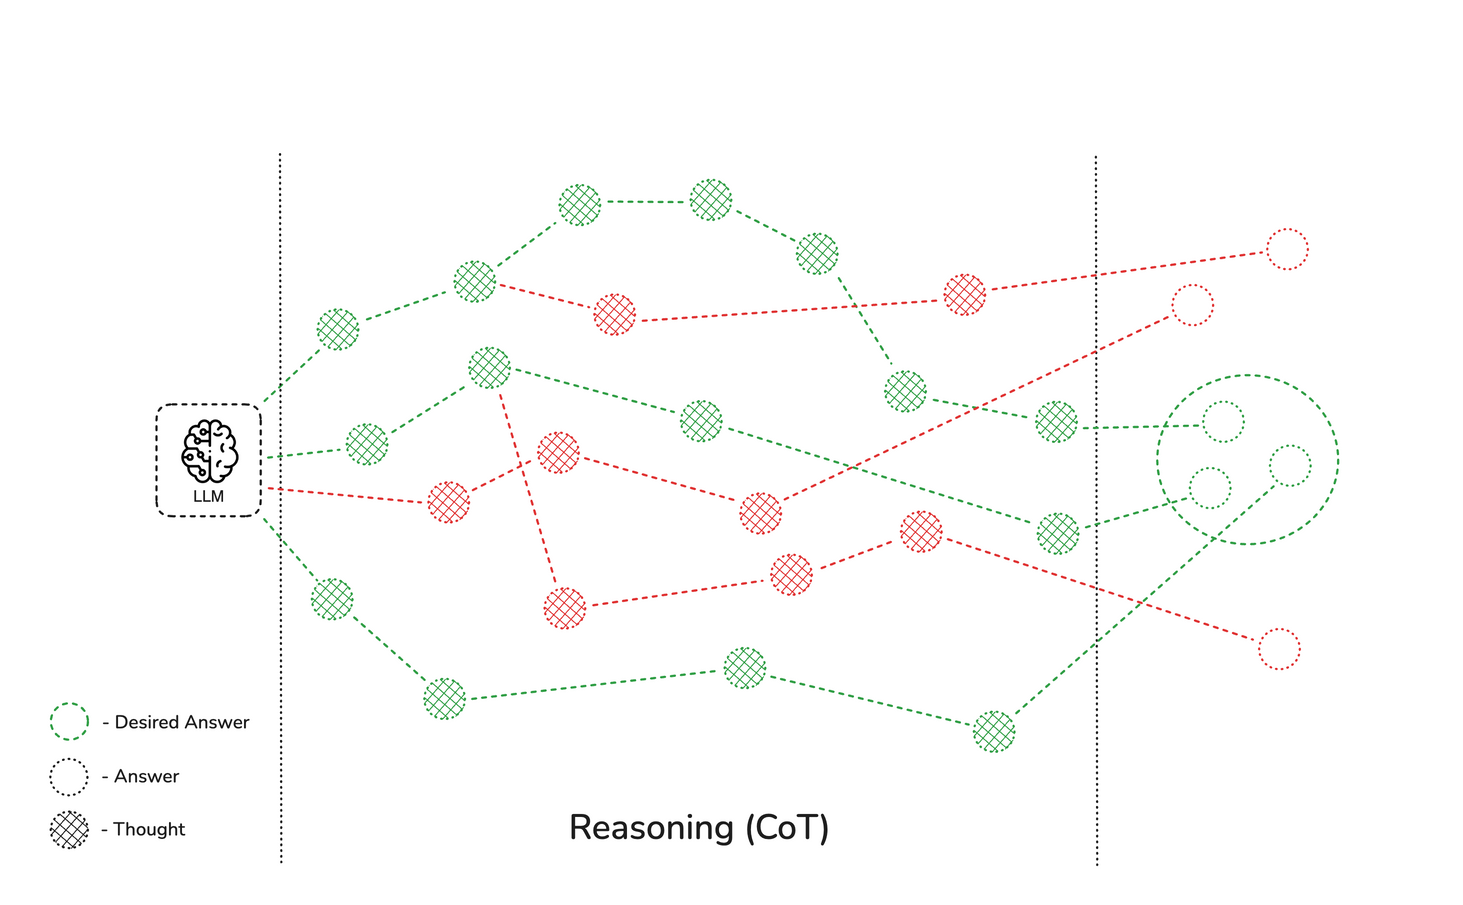 LLM
- Desired Answer
- Answer
- Thought
Reasoning (CoT)